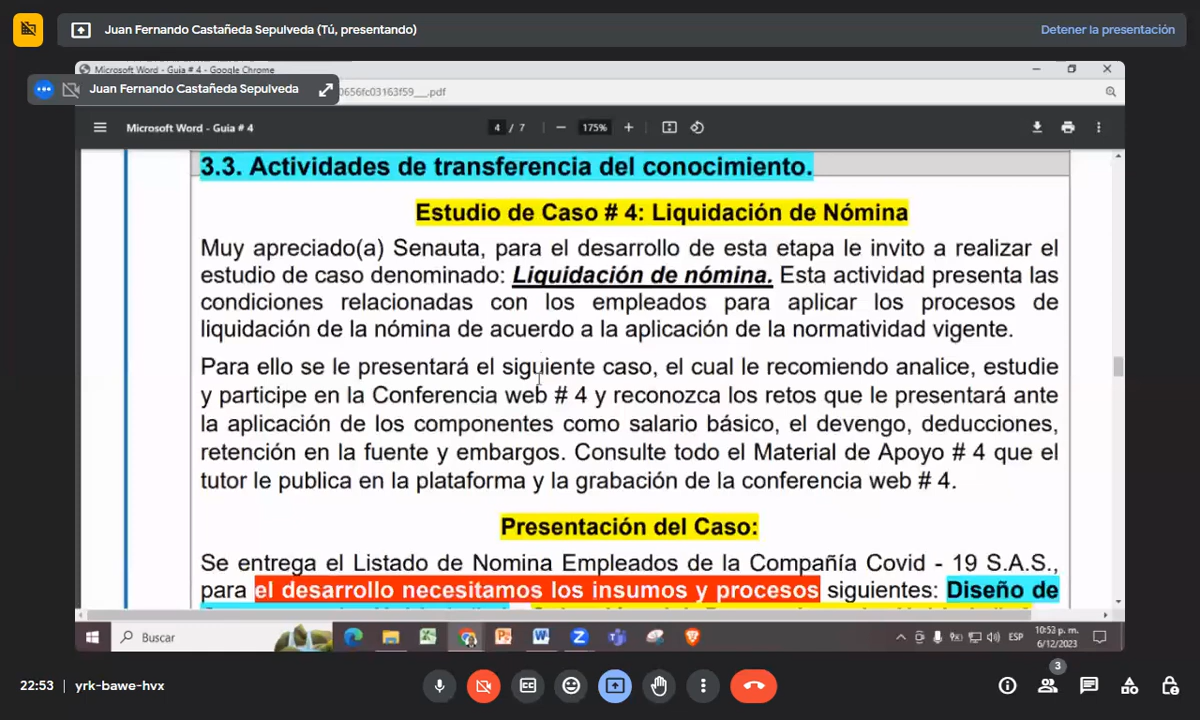 Juan Fernando Castañeda Sepulveda (Tú, presentando)
Detener la presentación
Microsoft Word - Guia # 4 - Google Chrome
Juan Fernando Castañeda Sepulveda
0656fc03163f59__.pdf
Microsoft Word - Guia # 4
4 / 7
175%
3.3. Actividades de transferencia del conocimiento.
Estudio de Caso # 4: Liquidación de Nómina
Muy apreciado(a) Senauta, para el desarrollo de esta etapa le invito a realizar el
estudio de caso denominado: Liquidación de nómina. Esta actividad presenta las
condiciones relacionadas con los empleados para aplicar los procesos de
liquidación de la nómina de acuerdo a la aplicación de la normatividad vigente.
Para ello se le presentará el siguiente caso, el cual le recomiendo analice, estudie
y participe en la Conferencia web # 4 y reconozca los retos que le presentará ante
la aplicación de los componentes como salario básico, el devengo, deducciones,
retención en la fuente y embargos. Consulte todo el Material de Apoyo # 4 que el
tutor le publica en la plataforma y la grabación de la conferencia web # 4.
Presentación del Caso:
Se entrega el Listado de Nomina Empleados de la Compañía Covid - 19 S.A.S.,
para el desarrollo necesitamos los insumos y procesos siguientes: Diseño de
Buscar
ESP
10:53 p. m.
6/12/2023
22:53 | yrk-bawe-hvx
3